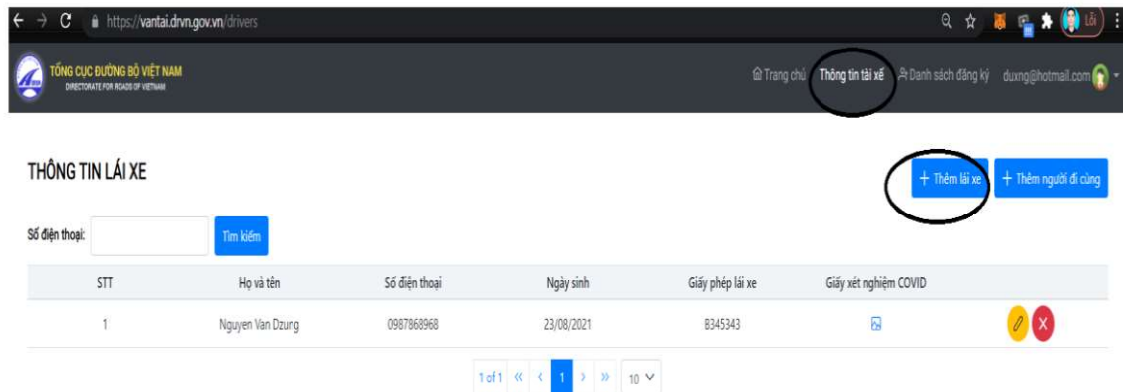 https://vantai.drvn.gov.vn/drivers Lỗi
TỔNG CỤC ĐƯỜNG BỘ VIỆT NAM
DIRECTORATE FOR ROADS OF VIETNAM
Trang chủ Thông tin tài xế Danh sách đăng ký duxng@hotmail.com
THÔNG TIN LÁI XE
+ Thêm lái xe + Thêm người đi cùng
Số điện thoại: Tìm kiếm
STT Họ và tên Số điện thoại Ngày sinh Giấy phép lái xe Giấy xét nghiệm COVID
1 Nguyen Van Dzung 0987868968 23/08/2021 B345343
1 of 1 « ‹ 1 › » 10